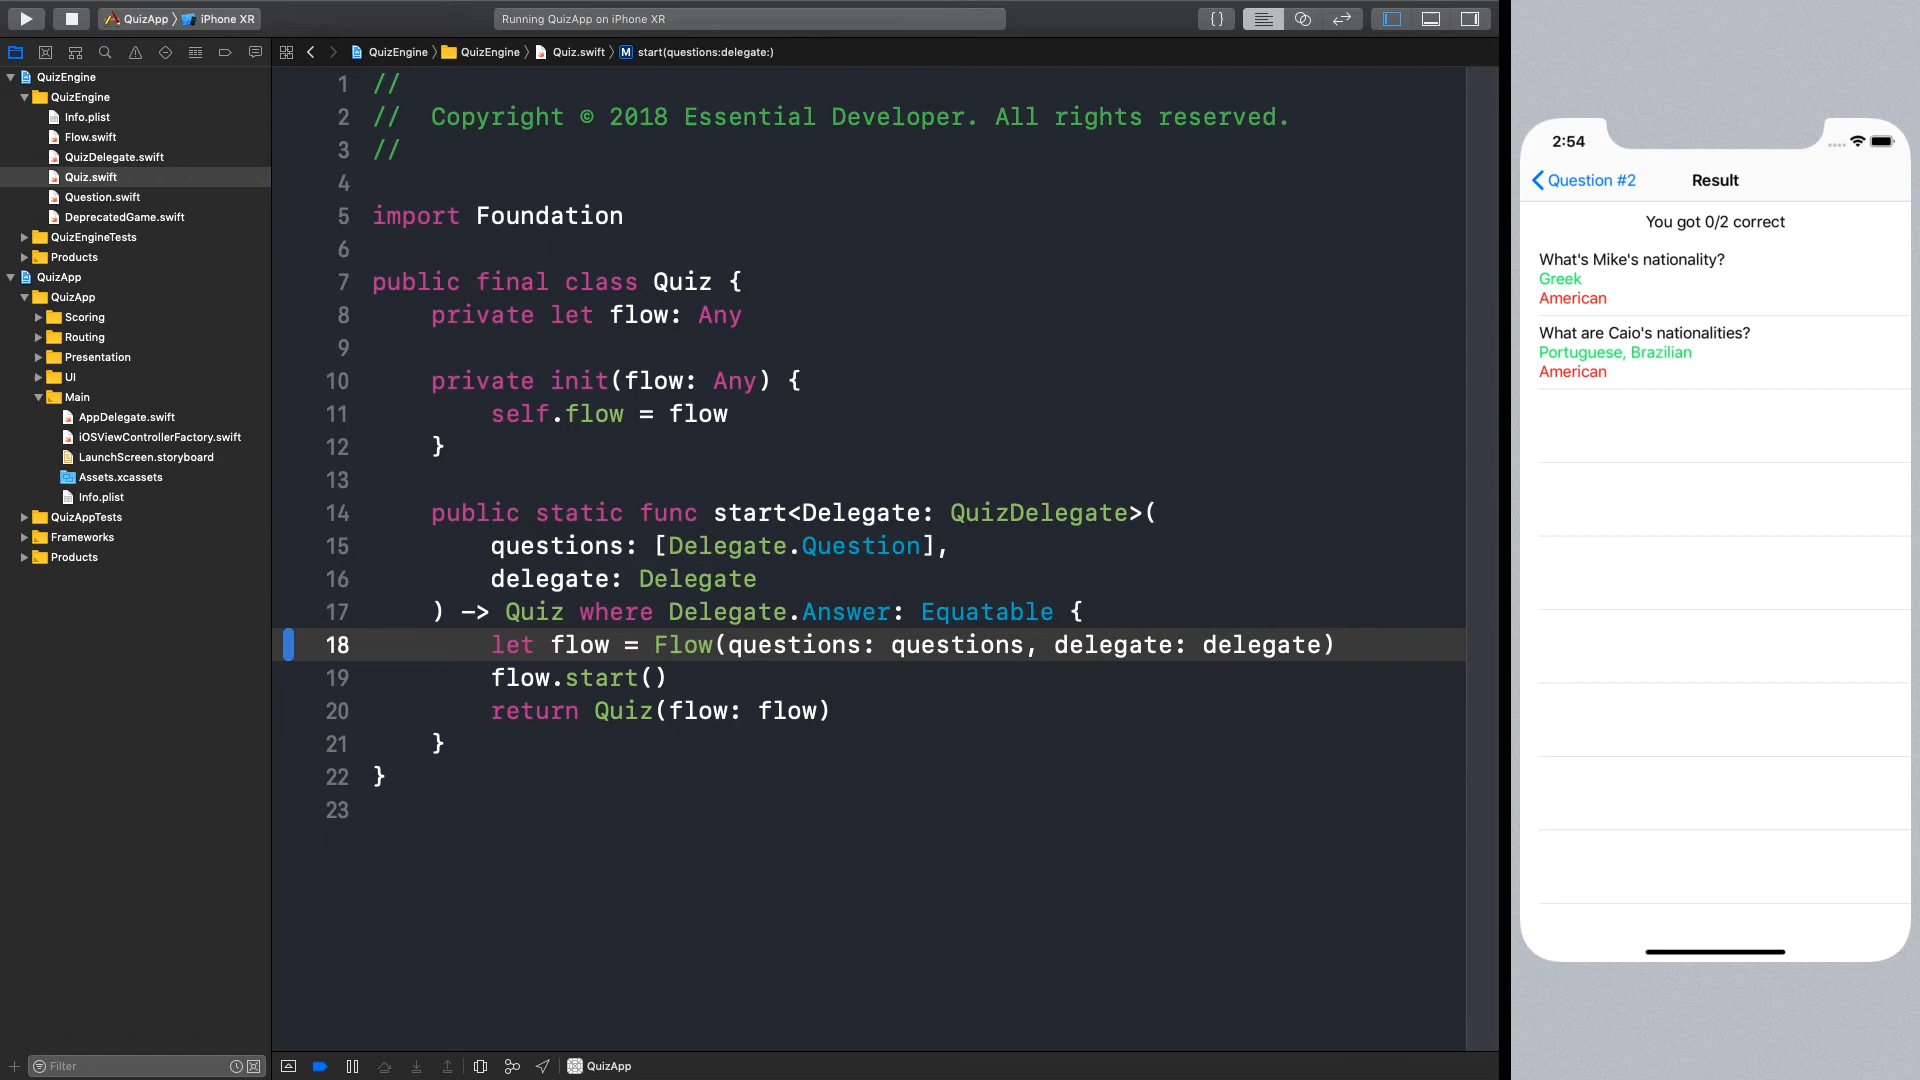 QuizApp
iPhone XR
Running QuizApp on iPhone XR
{}
QuizEngine
QuizEngine
Quiz.swift
M
start(questions:delegate:)
QuizEngine
QuizEngine
Info.plist
Flow.swift
QuizDelegate.swift
Quiz.swift
Question.swift
DeprecatedGame.swift
QuizEngineTests
Products
QuizApp
QuizApp
Scoring
Routing
Presentation
UI
Main
AppDelegate.swift
iOSViewControllerFactory.swift
LaunchScreen.storyboard
Assets.xcassets
Info.plist
QuizAppTests
Frameworks
Products
Filter
1 //
2 //  Copyright © 2018 Essential Developer. All rights reserved.
3 //
4
5 import Foundation
6
7 public final class Quiz {
8     private let flow: Any
9
10     private init(flow: Any) {
11         self.flow = flow
12     }
13
14     public static func start<Delegate: QuizDelegate>(
15         questions: [Delegate.Question],
16         delegate: Delegate
17     ) -> Quiz where Delegate.Answer: Equatable {
18         let flow = Flow(questions: questions, delegate: delegate)
19         flow.start()
20         return Quiz(flow: flow)
21     }
22 }
23
QuizApp
2:54
Question #2
Result
You got 0/2 correct
What's Mike's nationality?
Greek
American
What are Caio's nationalities?
Portuguese, Brazilian
American